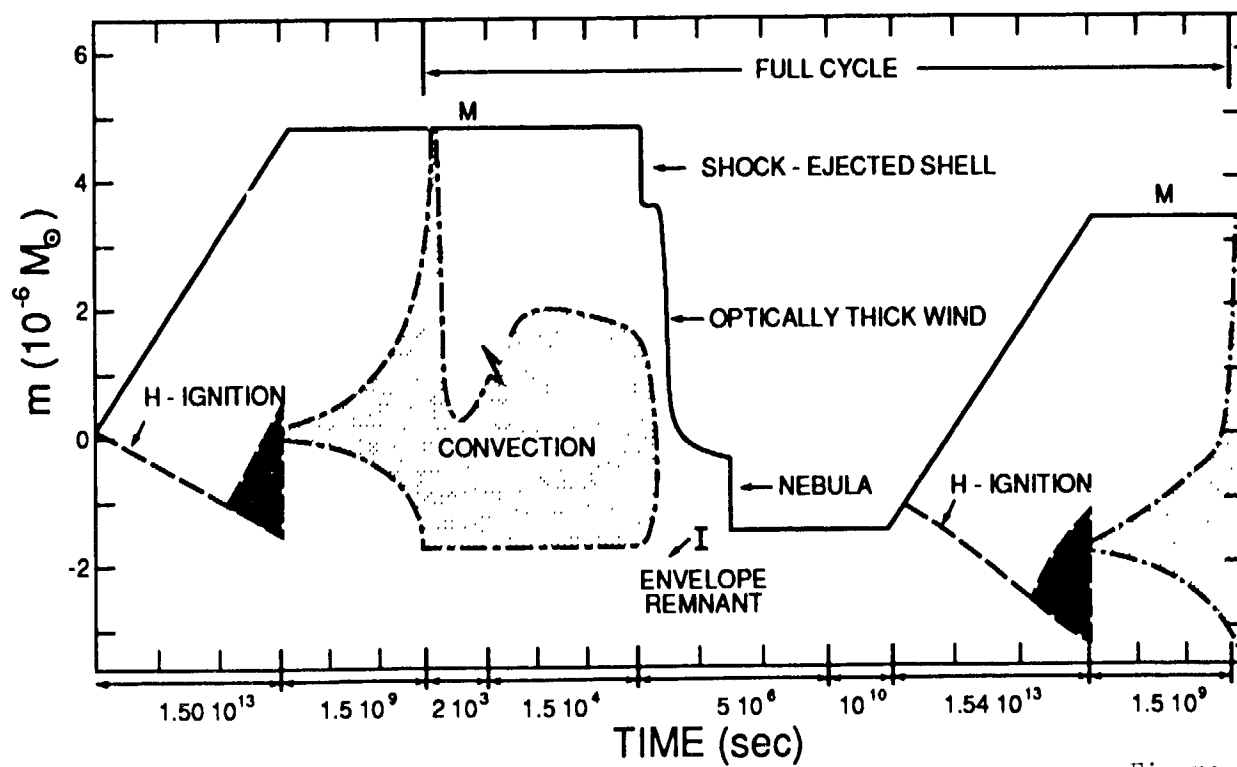 FULL CYCLE
6
M
SHOCK - EJECTED SHELL
4
M
m (10⁻⁶ M⊙)
2
OPTICALLY THICK WIND
H - IGNITION
0
CONVECTION
NEBULA
H - IGNITION
-2
ENVELOPE
REMNANT
1.50 10¹³
1.5 10⁹
2 10³
1.5 10⁴
5 10⁶
10¹⁰
1.54 10¹³
1.5 10⁹
TIME (sec)